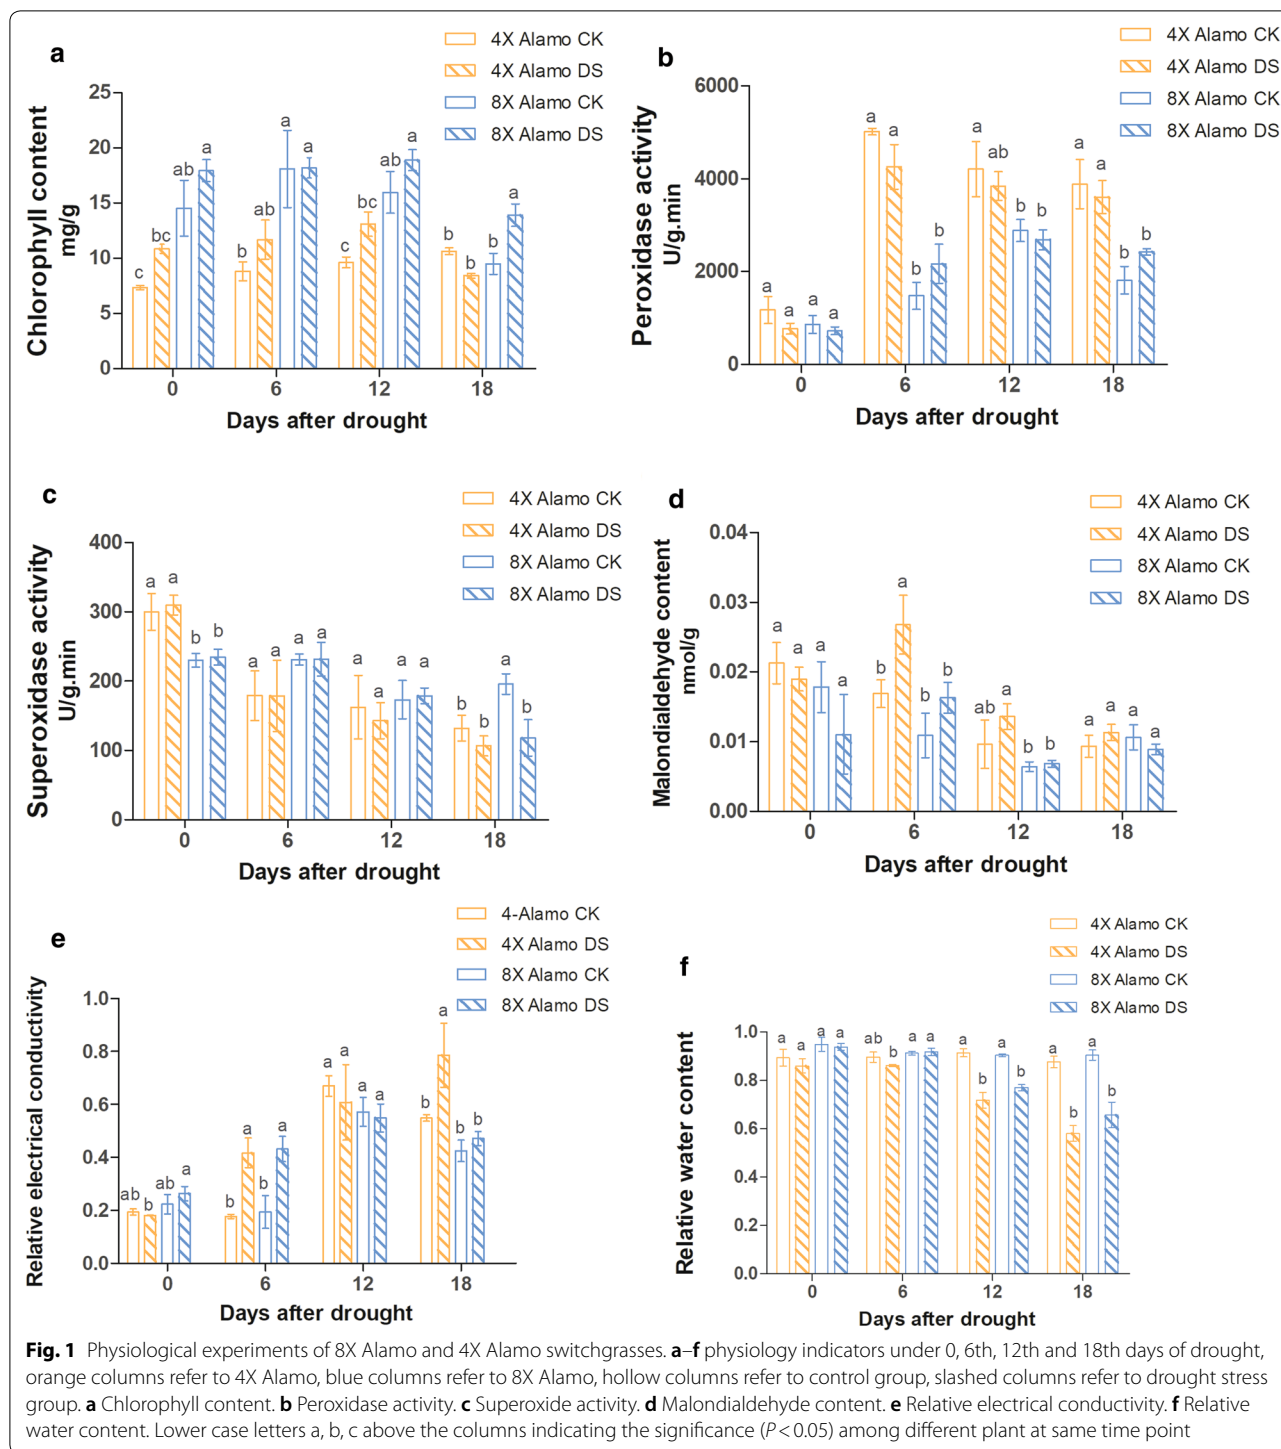 a
4X Alamo CK
4X Alamo DS
8X Alamo CK
8X Alamo DS
Chlorophyll content
mg/g
25
20
15
10
5
0
c bc ab a
b ab a a
c bc ab a
b b b a
0 6 12 18
Days after drought
b
4X Alamo CK
4X Alamo DS
8X Alamo CK
8X Alamo DS
Peroxidase activity
U/g.min
6000
4000
2000
0
a a a a
a a b b
a ab b b
a a b b
0 6 12 18
Days after drought
c
4X Alamo CK
4X Alamo DS
8X Alamo CK
8X Alamo DS
Superoxidase activity
U/g.min
400
300
200
100
0
a a b b
a a a a
a a a a
b b a b
0 6 12 18
Days after drought
d
4X Alamo CK
4X Alamo DS
8X Alamo CK
8X Alamo DS
Malondialdehyde content
nmol/g
0.04
0.03
0.02
0.01
0.00
a a a a
b a b b
ab a b b
a a a a
0 6 12 18
Days after drought
e
4-Alamo CK
4X Alamo DS
8X Alamo CK
8X Alamo DS
Relative electrical conductivity
1.0
0.8
0.6
0.4
0.2
0.0
ab b ab a
b a b a
a a a a
b a b b
0 6 12 18
Days after drought
f
4X Alamo CK
4X Alamo DS
8X Alamo CK
8X Alamo DS
Relative water content
1.0
0.8
0.6
0.4
0.2
0.0
a a a a
ab b a a
a b a b
a b a b
0 6 12 18
Days after drought
Fig. 1 Physiological experiments of 8X Alamo and 4X Alamo switchgrasses. a–f physiology indicators under 0, 6th, 12th and 18th days of drought,
orange columns refer to 4X Alamo, blue columns refer to 8X Alamo, hollow columns refer to control group, slashed columns refer to drought stress
group. a Chlorophyll content. b Peroxidase activity. c Superoxide activity. d Malondialdehyde content. e Relative electrical conductivity. f Relative
water content. Lower case letters a, b, c above the columns indicating the significance (P < 0.05) among different plant at same time point